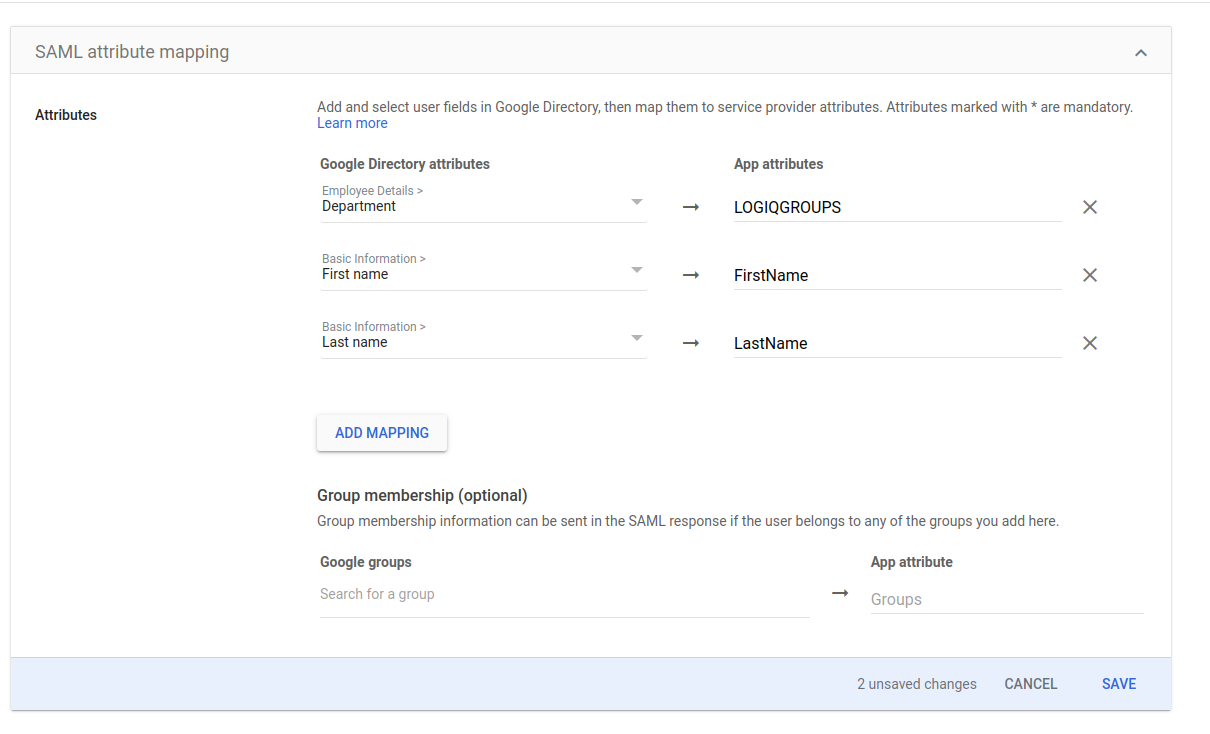 SAML attribute mapping
Attributes
Add and select user fields in Google Directory, then map them to service provider attributes. Attributes marked with * are mandatory.
Learn more
Google Directory attributes
App attributes
Employee Details >
Department
LOGIQGROUPS
Basic Information >
First name
FirstName
Basic Information >
Last name
LastName
ADD MAPPING
Group membership (optional)
Group membership information can be sent in the SAML response if the user belongs to any of the groups you add here.
Google groups
App attribute
Search for a group
Groups
2 unsaved changes
CANCEL
SAVE